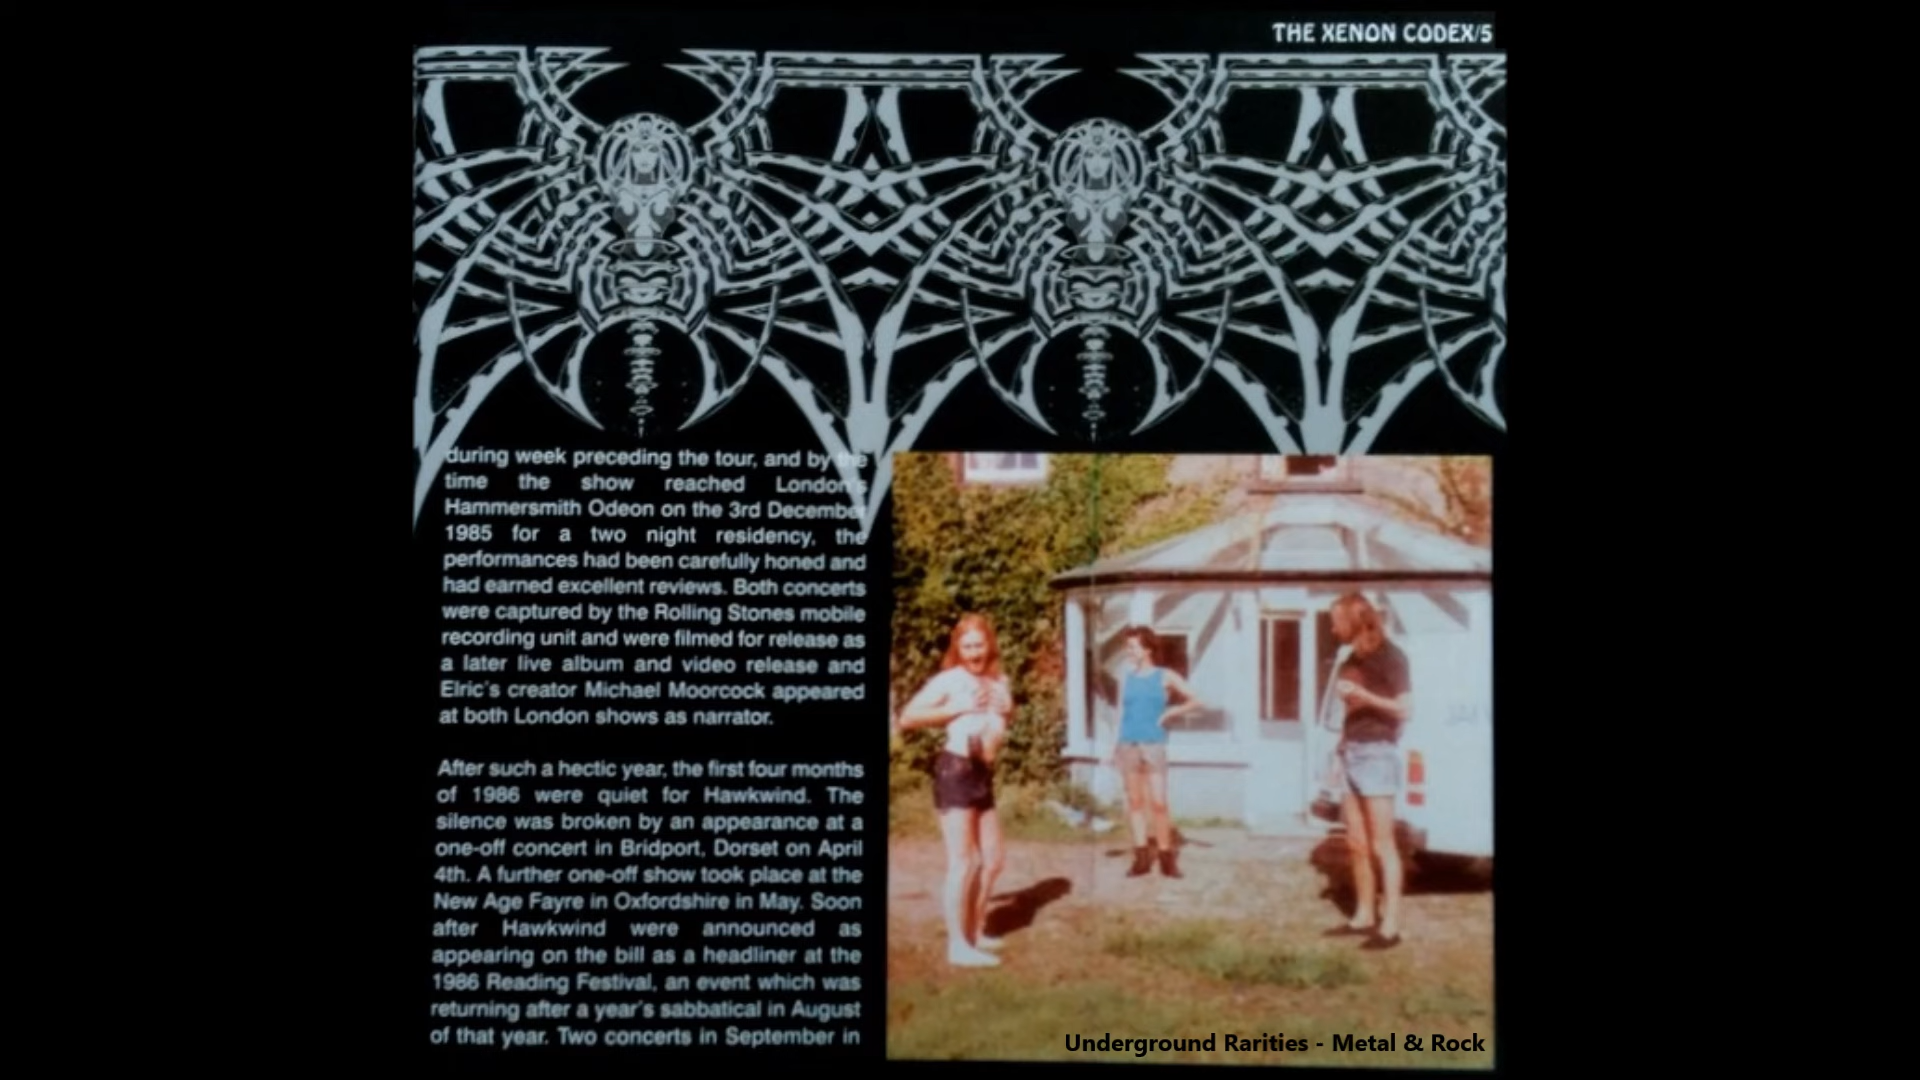 THE XENON CODEX/5
during week preceding the tour, and by the
time the show reached London's
Hammersmith Odeon on the 3rd December
1985 for a two night residency, the
performances had been carefully honed and
had earned excellent reviews. Both concerts
were captured by the Rolling Stones mobile
recording unit and were filmed for release as
a later live album and video release and
Elric's creator Michael Moorcock appeared
at both London shows as narrator.
After such a hectic year, the first four months
of 1986 were quiet for Hawkwind. The
silence was broken by an appearance at a
one-off concert in Bridport, Dorset on April
4th. A further one-off show took place at the
New Age Fayre in Oxfordshire in May. Soon
after Hawkwind were announced as
appearing on the bill as a headliner at the
1986 Reading Festival, an event which was
returning after a year's sabbatical in August
of that year. Two concerts in September in
Underground Rarities - Metal & Rock